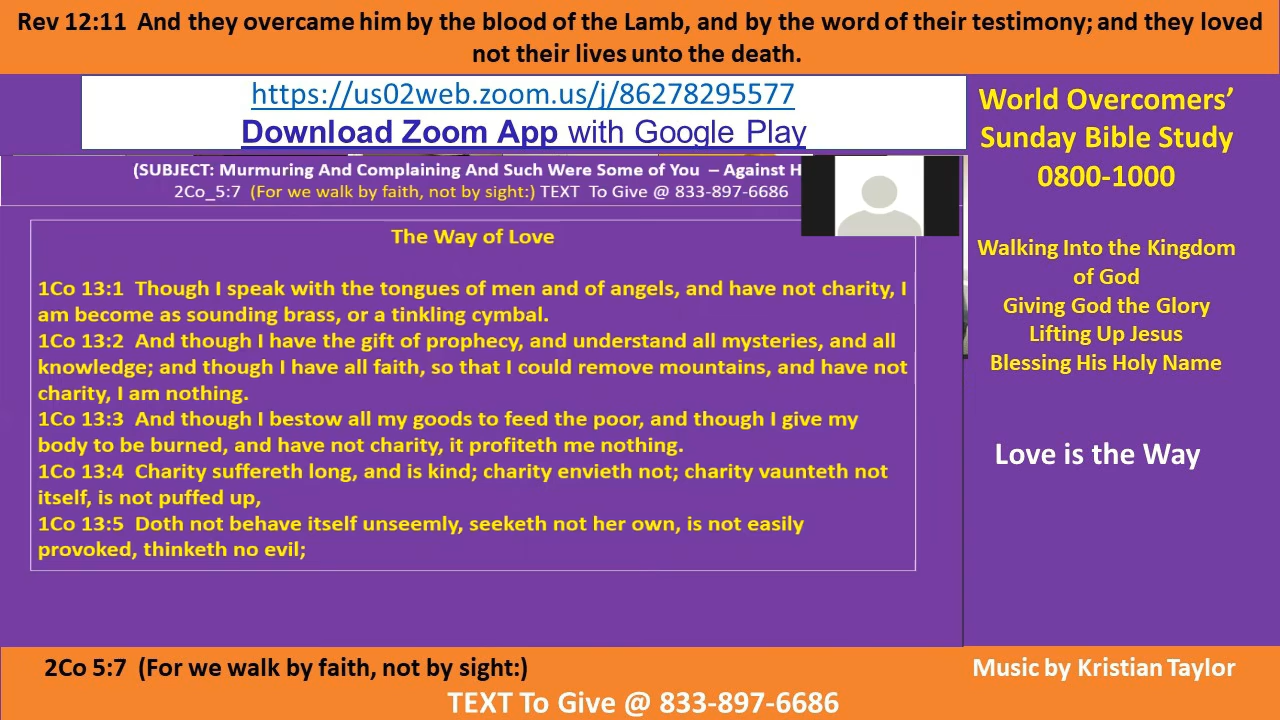 Rev 12:11 And they overcame him by the blood of the Lamb, and by the word of their testimony; and they loved
not their lives unto the death.
https://us02web.zoom.us/j/86278295577
Download Zoom App with Google Play
(SUBJECT: Murmuring And Complaining And Such Were Some of You – Against H
2Co_5:7 (For we walk by faith, not by sight:) TEXT To Give @ 833-897-6686
The Way of Love
1Co 13:1 Though I speak with the tongues of men and of angels, and have not charity, I
am become as sounding brass, or a tinkling cymbal.
1Co 13:2 And though I have the gift of prophecy, and understand all mysteries, and all
knowledge; and though I have all faith, so that I could remove mountains, and have not
charity, I am nothing.
1Co 13:3 And though I bestow all my goods to feed the poor, and though I give my
body to be burned, and have not charity, it profiteth me nothing.
1Co 13:4 Charity suffereth long, and is kind; charity envieth not; charity vaunteth not
itself, is not puffed up,
1Co 13:5 Doth not behave itself unseemly, seeketh not her own, is not easily
provoked, thinketh no evil;
World Overcomers’
Sunday Bible Study
0800-1000
Walking Into the Kingdom
of God
Giving God the Glory
Lifting Up Jesus
Blessing His Holy Name
Love is the Way
2Co 5:7 (For we walk by faith, not by sight:)
Music by Kristian Taylor
TEXT To Give @ 833-897-6686